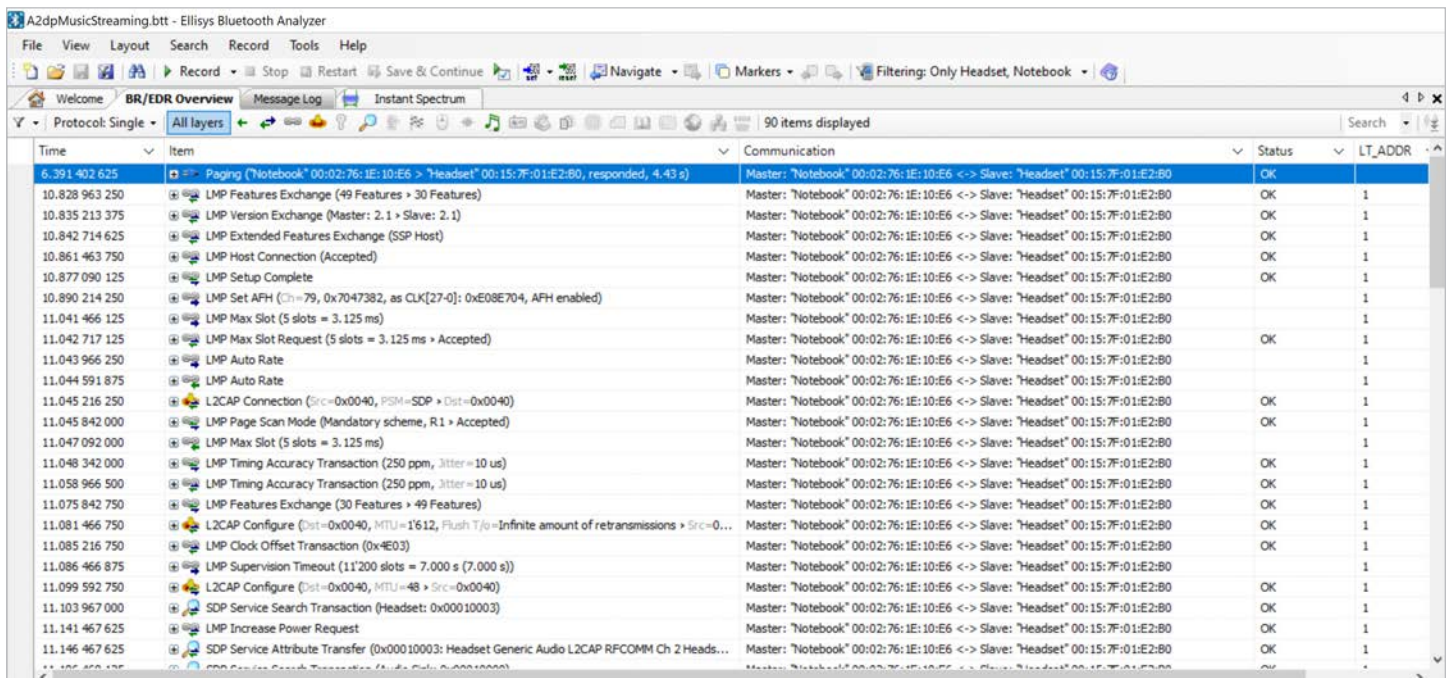 A2dpMusicStreaming.btt - Ellisys Bluetooth Analyzer
File View Layout Search Record Tools Help
Record Stop Restart Save & Continue Navigate Markers Filtering: Only Headset, Notebook
Welcome BR/EDR Overview Message Log Instant Spectrum
Protocol: Single All layers 90 items displayed Search
Time Item Communication Status LT_ADDR
6.391 402 625 Paging ("Notebook" 00:02:76:1E:10:E6 > "Headset" 00:15:7F:01:E2:B0, responded, 4.43 s) Master: "Notebook" 00:02:76:1E:10:E6 <-> Slave: "Headset" 00:15:7F:01:E2:B0 OK
10.828 963 250 LMP Features Exchange (49 Features > 30 Features) Master: "Notebook" 00:02:76:1E:10:E6 <-> Slave: "Headset" 00:15:7F:01:E2:B0 OK 1
10.835 213 375 LMP Version Exchange (Master: 2.1 > Slave: 2.1) Master: "Notebook" 00:02:76:1E:10:E6 <-> Slave: "Headset" 00:15:7F:01:E2:B0 OK 1
10.842 714 625 LMP Extended Features Exchange (SSP Host) Master: "Notebook" 00:02:76:1E:10:E6 <-> Slave: "Headset" 00:15:7F:01:E2:B0 OK 1
10.861 463 750 LMP Host Connection (Accepted) Master: "Notebook" 00:02:76:1E:10:E6 <-> Slave: "Headset" 00:15:7F:01:E2:B0 OK 1
10.877 090 125 LMP Setup Complete Master: "Notebook" 00:02:76:1E:10:E6 <-> Slave: "Headset" 00:15:7F:01:E2:B0 OK 1
10.890 214 250 LMP Set AFH (Ch=79, 0x7047382, as CLK[27-0]: 0xE08E704, AFH enabled) Master: "Notebook" 00:02:76:1E:10:E6 <-> Slave: "Headset" 00:15:7F:01:E2:B0 1
11.041 466 125 LMP Max Slot (5 slots = 3.125 ms) Master: "Notebook" 00:02:76:1E:10:E6 <-> Slave: "Headset" 00:15:7F:01:E2:B0 1
11.042 717 125 LMP Max Slot Request (5 slots = 3.125 ms > Accepted) Master: "Notebook" 00:02:76:1E:10:E6 <-> Slave: "Headset" 00:15:7F:01:E2:B0 OK 1
11.043 966 250 LMP Auto Rate Master: "Notebook" 00:02:76:1E:10:E6 <-> Slave: "Headset" 00:15:7F:01:E2:B0 1
11.044 591 875 LMP Auto Rate Master: "Notebook" 00:02:76:1E:10:E6 <-> Slave: "Headset" 00:15:7F:01:E2:B0 1
11.045 216 250 L2CAP Connection (Src=0x0040, PSM=SDP > Dst=0x0040) Master: "Notebook" 00:02:76:1E:10:E6 <-> Slave: "Headset" 00:15:7F:01:E2:B0 OK 1
11.045 842 000 LMP Page Scan Mode (Mandatory scheme, R1 > Accepted) Master: "Notebook" 00:02:76:1E:10:E6 <-> Slave: "Headset" 00:15:7F:01:E2:B0 OK 1
11.047 092 000 LMP Max Slot (5 slots = 3.125 ms) Master: "Notebook" 00:02:76:1E:10:E6 <-> Slave: "Headset" 00:15:7F:01:E2:B0 1
11.048 342 000 LMP Timing Accuracy Transaction (250 ppm, Jitter=10 us) Master: "Notebook" 00:02:76:1E:10:E6 <-> Slave: "Headset" 00:15:7F:01:E2:B0 OK 1
11.058 966 500 LMP Timing Accuracy Transaction (250 ppm, Jitter=10 us) Master: "Notebook" 00:02:76:1E:10:E6 <-> Slave: "Headset" 00:15:7F:01:E2:B0 OK 1
11.075 842 750 LMP Features Exchange (30 Features > 49 Features) Master: "Notebook" 00:02:76:1E:10:E6 <-> Slave: "Headset" 00:15:7F:01:E2:B0 OK 1
11.081 466 750 L2CAP Configure (Dst=0x0040, MTU=1'612, Flush T/o=Infinite amount of retransmissions > Src=0... Master: "Notebook" 00:02:76:1E:10:E6 <-> Slave: "Headset" 00:15:7F:01:E2:B0 OK 1
11.085 216 750 LMP Clock Offset Transaction (0x4E03) Master: "Notebook" 00:02:76:1E:10:E6 <-> Slave: "Headset" 00:15:7F:01:E2:B0 OK 1
11.086 466 875 LMP Supervision Timeout (11'200 slots = 7.000 s (7.000 s)) Master: "Notebook" 00:02:76:1E:10:E6 <-> Slave: "Headset" 00:15:7F:01:E2:B0 1
11.099 592 750 L2CAP Configure (Dst=0x0040, MTU=48 > Src=0x0040) Master: "Notebook" 00:02:76:1E:10:E6 <-> Slave: "Headset" 00:15:7F:01:E2:B0 OK 1
11.103 967 000 SDP Service Search Transaction (Headset: 0x00010003) Master: "Notebook" 00:02:76:1E:10:E6 <-> Slave: "Headset" 00:15:7F:01:E2:B0 OK 1
11.141 467 625 LMP Increase Power Request Master: "Notebook" 00:02:76:1E:10:E6 <-> Slave: "Headset" 00:15:7F:01:E2:B0 OK 1
11.146 467 625 SDP Service Attribute Transfer (0x00010003: Headset Generic Audio L2CAP RFCOMM Ch 2 Heads... Master: "Notebook" 00:02:76:1E:10:E6 <-> Slave: "Headset" 00:15:7F:01:E2:B0 OK 1